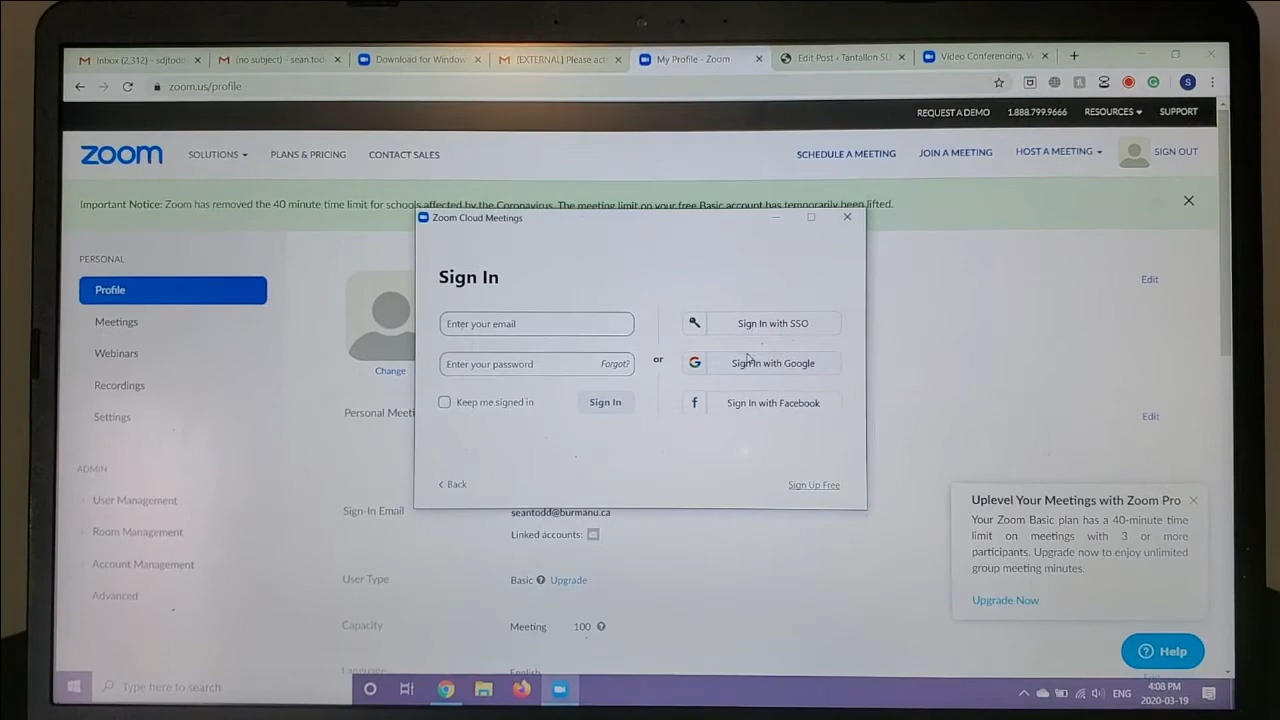 Inbox (2,312) - sdjtodd
(no subject) - sean.tod
Download for Window
[EXTERNAL] Please act
My Profile - Zoom
Edit Post ‹ Tantallon SD
Video Conferencing, W
zoom.us/profile
S
REQUEST A DEMO 1.888.799.9666 RESOURCES SUPPORT
zoom SOLUTIONS PLANS & PRICING CONTACT SALES SCHEDULE A MEETING JOIN A MEETING HOST A MEETING SIGN OUT
Important Notice: Zoom has removed the 40 minute time limit for schools affected by the Coronavirus. The meeting limit on your free Basic account has temporarily been lifted.
PERSONAL
Profile
Meetings
Webinars
Recordings
Settings
ADMIN
User Management
Room Management
Account Management
Advanced
Change
Edit
Personal Meeti
Edit
Zoom Cloud Meetings
Sign In
Enter your email
Enter your password Forgot?
Keep me signed in Sign In
or
Sign In with SSO
G Sign In with Google
f Sign In with Facebook
< Back
Sign Up Free
Sign-In Email seantodd@burmanu.ca
Linked accounts:
User Type Basic Upgrade
Capacity Meeting 100
Language English
Uplevel Your Meetings with Zoom Pro
Your Zoom Basic plan has a 40-minute time
limit on meetings with 3 or more
participants. Upgrade now to enjoy unlimited
group meeting minutes.
Upgrade Now
Help
Type here to search
ENG
4:08 PM
2020-03-19